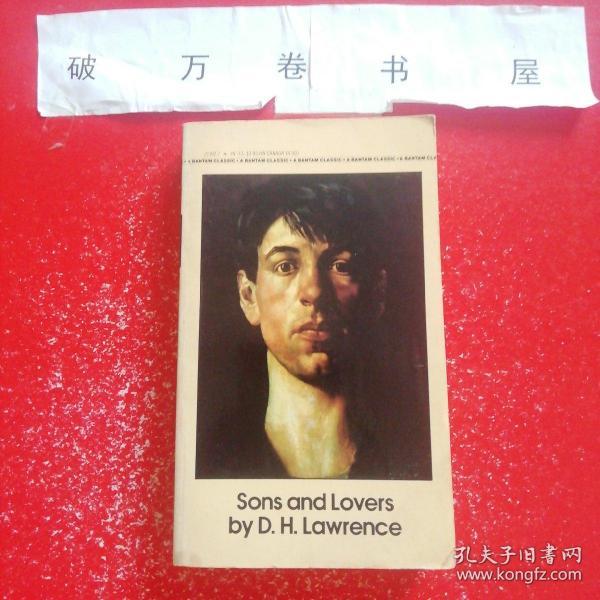 破万卷书屋
A BANTAM CLASSIC • A BANTAM CLASSIC • A BANTAM CLASSIC • A BANTAM CLASSIC • A BANTAM CLA
Sons and Lovers
by D. H. Lawrence
孔夫子旧书网
www.kongfz.com